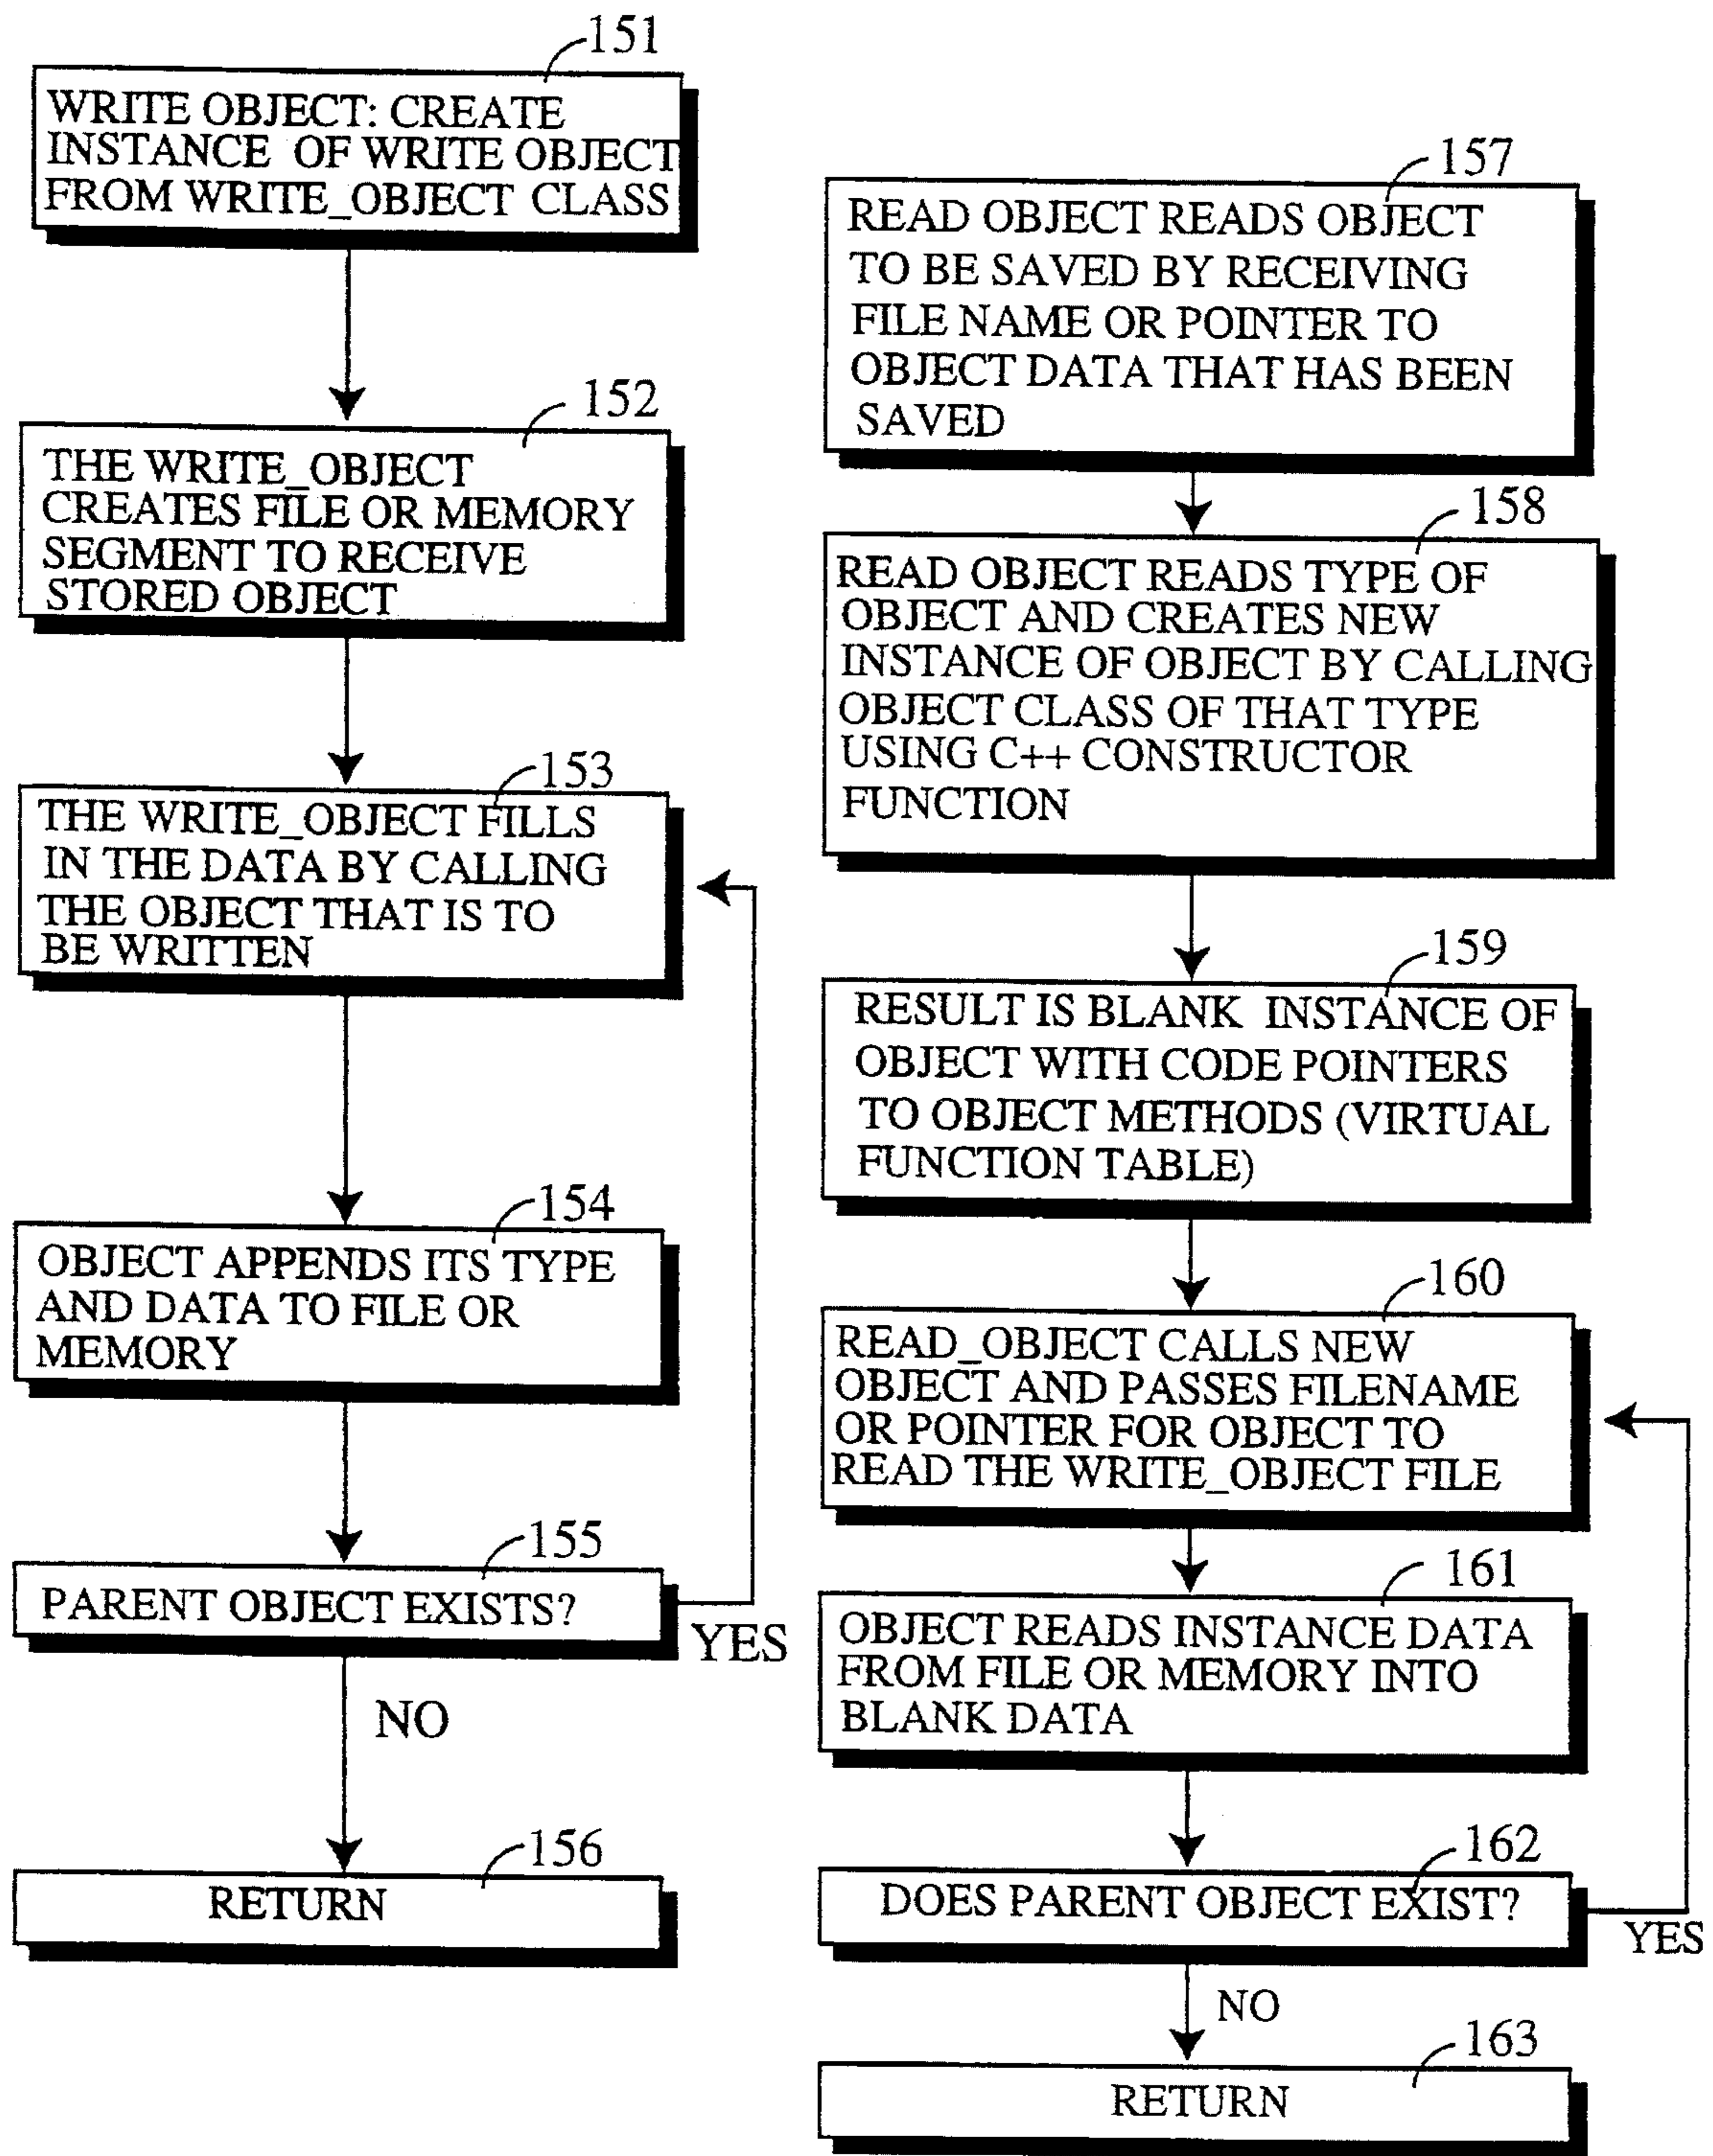 151
WRITE OBJECT: CREATE
INSTANCE OF WRITE OBJECT
FROM WRITE_OBJECT CLASS
152
THE WRITE_OBJECT
CREATES FILE OR MEMORY
SEGMENT TO RECEIVE
STORED OBJECT
153
THE WRITE_OBJECT FILLS
IN THE DATA BY CALLING
THE OBJECT THAT IS TO
BE WRITTEN
154
OBJECT APPENDS ITS TYPE
AND DATA TO FILE OR
MEMORY
155
PARENT OBJECT EXISTS?
YES
NO
156
RETURN
157
READ OBJECT READS OBJECT
TO BE SAVED BY RECEIVING
FILE NAME OR POINTER TO
OBJECT DATA THAT HAS BEEN
SAVED
158
READ OBJECT READS TYPE OF
OBJECT AND CREATES NEW
INSTANCE OF OBJECT BY CALLING
OBJECT CLASS OF THAT TYPE
USING C++ CONSTRUCTOR
FUNCTION
159
RESULT IS BLANK INSTANCE OF
OBJECT WITH CODE POINTERS
TO OBJECT METHODS (VIRTUAL
FUNCTION TABLE)
160
READ_OBJECT CALLS NEW
OBJECT AND PASSES FILENAME
OR POINTER FOR OBJECT TO
READ THE WRITE_OBJECT FILE
161
OBJECT READS INSTANCE DATA
FROM FILE OR MEMORY INTO
BLANK DATA
162
DOES PARENT OBJECT EXIST?
YES
NO
163
RETURN